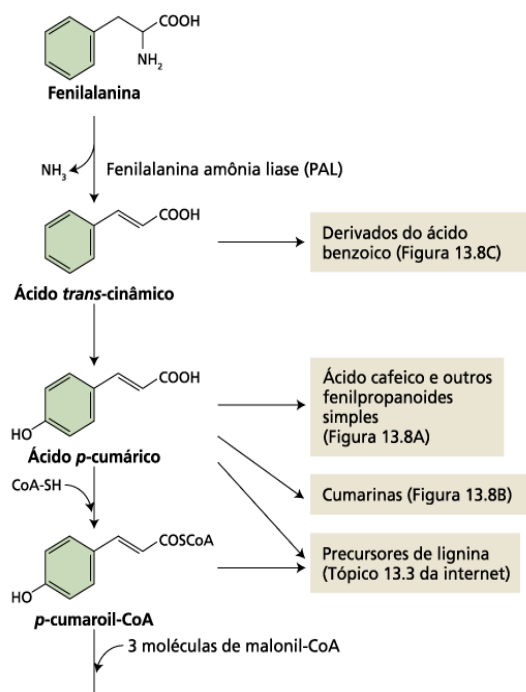 COOH
NH2
Fenilalanina
NH3
Fenilalanina amônia liase (PAL)
COOH
Ácido trans-cinâmico
Derivados do ácido
benzoico (Figura 13.8C)
COOH
HO
Ácido p-cumárico
Ácido cafeico e outros
fenilpropanoides
simples
(Figura 13.8A)
CoA-SH
Cumarinas (Figura 13.8B)
COSCoA
HO
p-cumaroil-CoA
Precursores de lignina
(Tópico 13.3 da internet)
3 moléculas de malonil-CoA